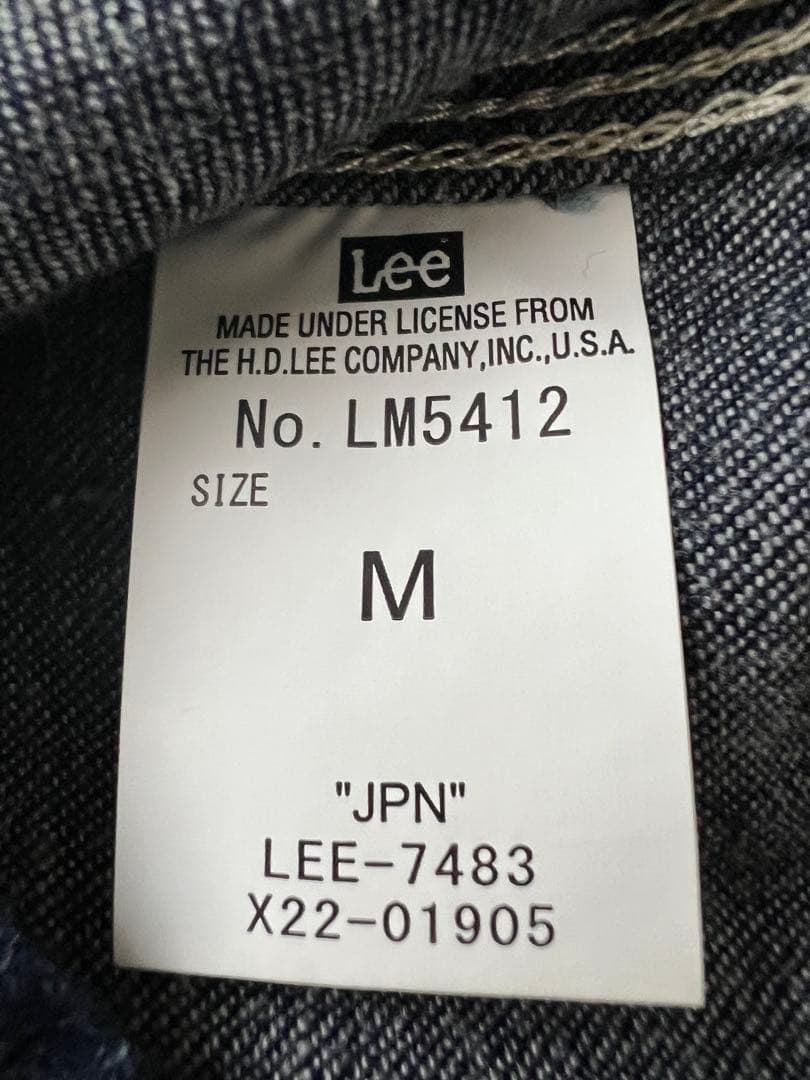 Lee
MADE UNDER LICENSE FROM
THE H.D.LEE COMPANY,INC.,U.S.A.
No. LM5412
SIZE
M
"JPN"
LEE-7483
X22-01905